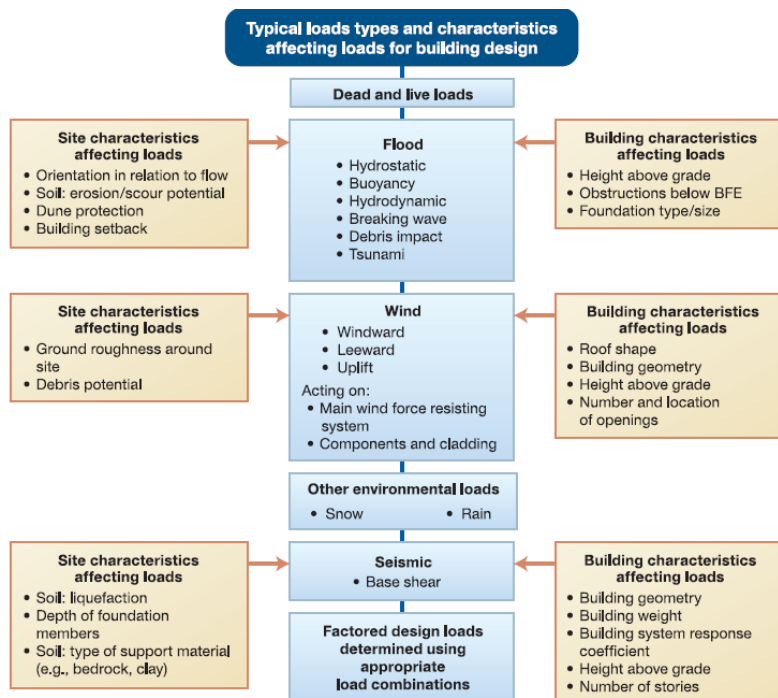 Typical loads types and characteristics
affecting loads for building design
Dead and live loads
Site characteristics
affecting loads
• Orientation in relation to flow
• Soil: erosion/scour potential
• Dune protection
• Building setback
Flood
• Hydrostatic
• Buoyancy
• Hydrodynamic
• Breaking wave
• Debris impact
• Tsunami
Building characteristics
affecting loads
• Height above grade
• Obstructions below BFE
• Foundation type/size
Site characteristics
affecting loads
• Ground roughness around
site
• Debris potential
Wind
• Windward
• Leeward
• Uplift
Acting on:
• Main wind force resisting
system
• Components and cladding
Building characteristics
affecting loads
• Roof shape
• Building geometry
• Height above grade
• Number and location
of openings
Other environmental loads
• Snow • Rain
Site characteristics
affecting loads
• Soil: liquefaction
• Depth of foundation
members
• Soil: type of support material
(e.g., bedrock, clay)
Seismic
• Base shear
Building characteristics
affecting loads
• Building geometry
• Building weight
• Building system response
coefficient
• Height above grade
• Number of stories
Factored design loads
determined using
appropriate
load combinations